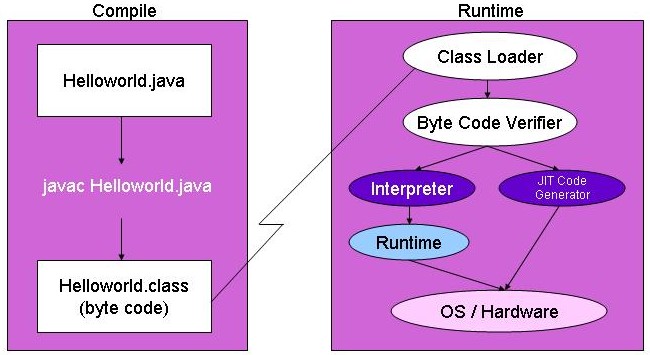 Compile
Helloworld.java
javac Helloworld.java
Helloworld.class
(byte code)
Runtime
Class Loader
Byte Code Verifier
Interpreter
JIT Code
Generator
Runtime
OS / Hardware